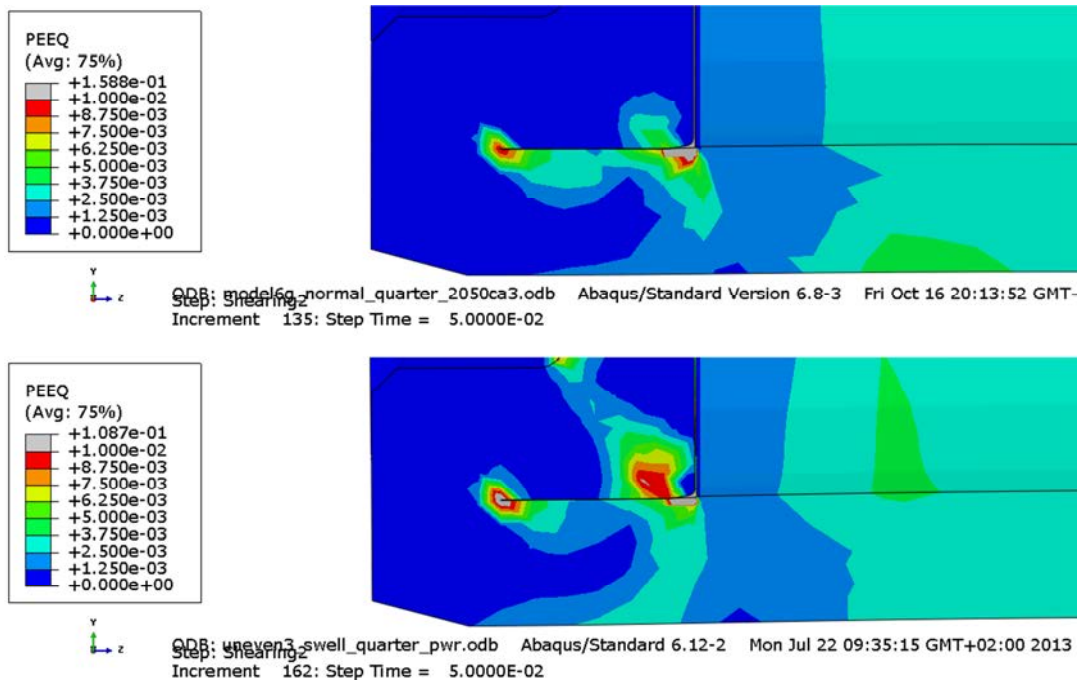 PEEQ
(Avg: 75%)
+1.588e-01
+1.000e-02
+8.750e-03
+7.500e-03
+6.250e-03
+5.000e-03
+3.750e-03
+2.500e-03
+1.250e-03
+0.000e+00
Y
Z
ODB: model6g_normal_quarter_2050ca3.odb Abaqus/Standard Version 6.8-3 Fri Oct 16 20:13:52 GMT-
Step: Shearing2
Increment 135: Step Time = 5.0000E-02
PEEQ
(Avg: 75%)
+1.087e-01
+1.000e-02
+8.750e-03
+7.500e-03
+6.250e-03
+5.000e-03
+3.750e-03
+2.500e-03
+1.250e-03
+0.000e+00
Y
Z
ODB: uneven3_swell_quarter_pwr.odb Abaqus/Standard 6.12-2 Mon Jul 22 09:35:15 GMT+02:00 2013
Step: Shearing2
Increment 162: Step Time = 5.0000E-02